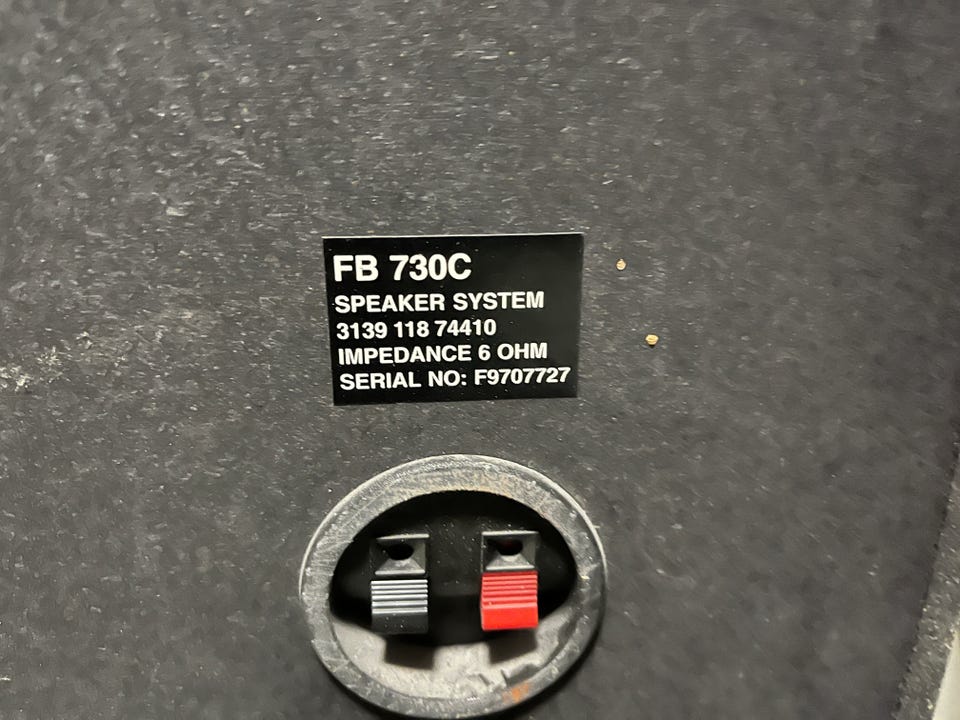 FB 730C
SPEAKER SYSTEM
3139 118 74410
IMPEDANCE 6 OHM
SERIAL NO: F9707727